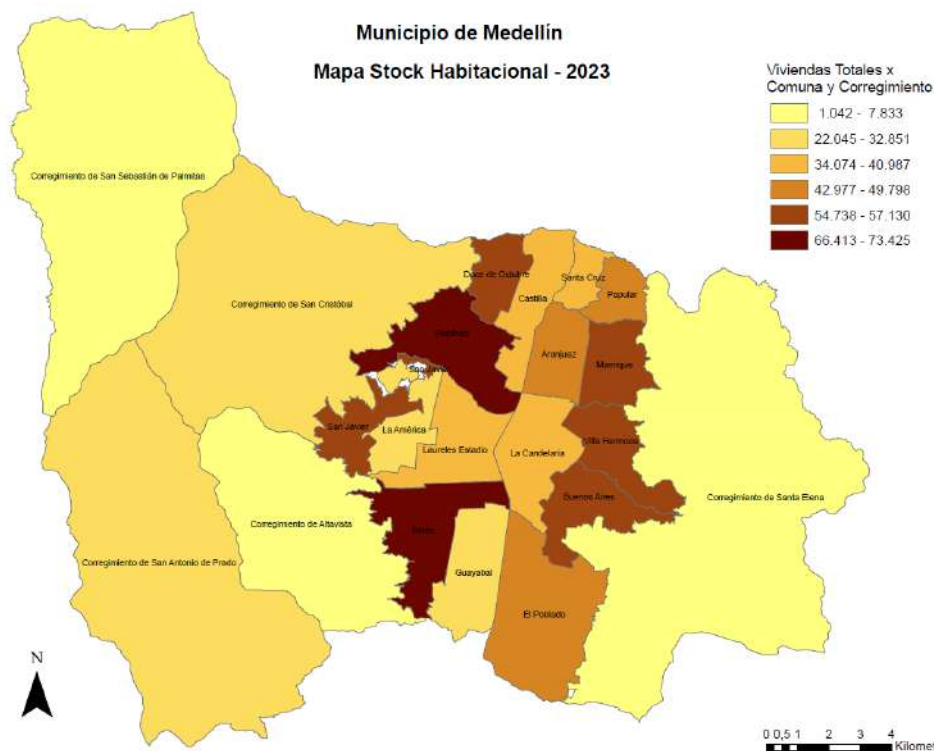 Municipio de Medellín
Mapa Stock Habitacional - 2023
Viviendas Totales x
Comuna y Corregimiento
1.042 - 7.833
22.045 - 32.851
34.074 - 40.987
42.977 - 49.798
54.738 - 57.130
66.413 - 73.425
Corregimiento de San Sebastián de Palmitas
Corregimiento de San Cristóbal
Doce de Octubre
Castilla
Santa Cruz
Popular
Aranjuez
Manrique
San Javier
San Javier
La América
Laureles Estadio
La Candelaria
Villa Hermosa
Buenos Aires
Corregimiento de Santa Elena
Corregimiento de Altavista
Corregimiento de San Antonio de Prado
Belén
Guayabal
El Poblado
N
0 0,5 1 2 3 4
Kilomet